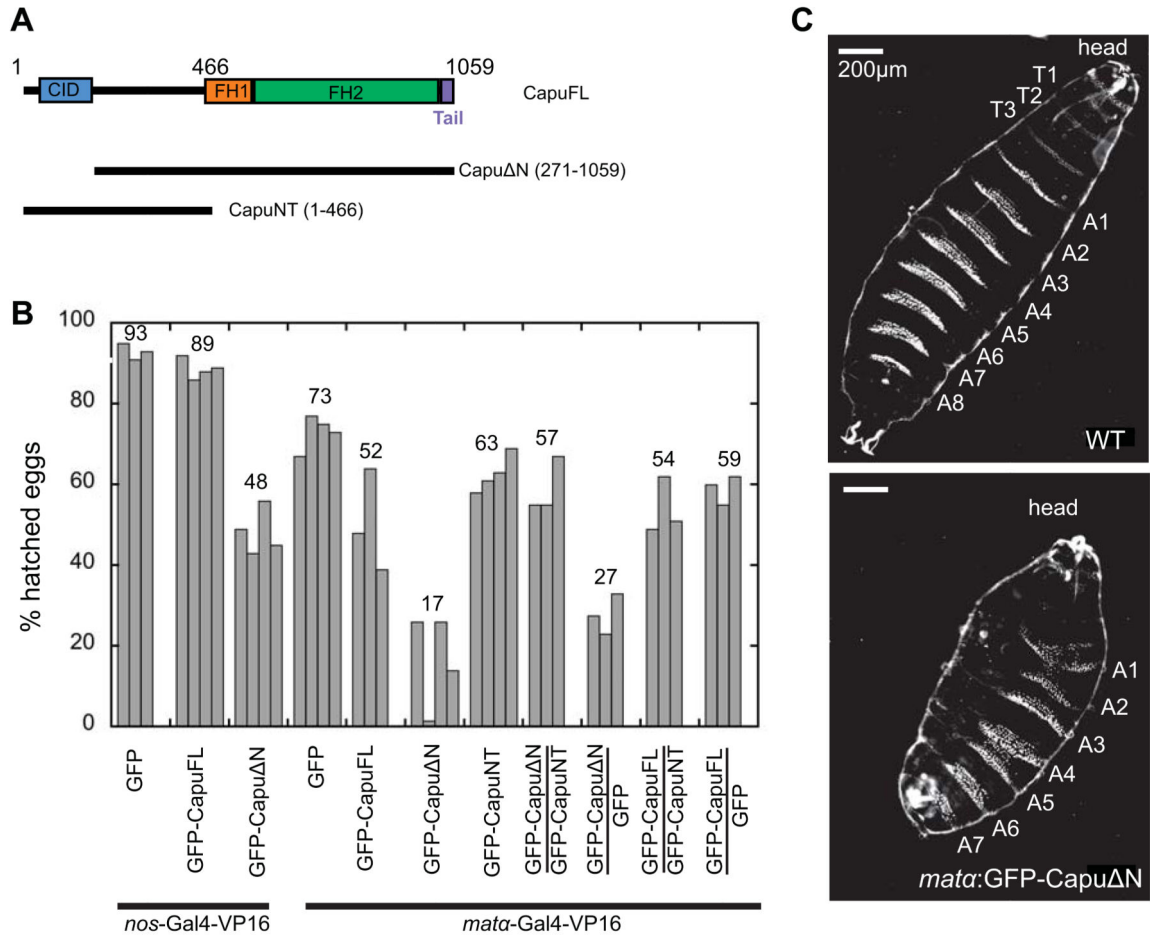 A
1 466 1059
CID FH1 FH2 CapuFL
Tail
CapuΔN (271-1059)
CapuNT (1-466)
B
100
80
60
40
20
0
% hatched eggs
93
89
48
73
52
17
63
57
27
54
59
GFP
GFP-CapuFL
GFP-CapuΔN
GFP
GFP-CapuFL
GFP-CapuΔN
GFP-CapuNT
GFP-CapuΔN
GFP-CapuNT
GFP-CapuΔN
GFP
GFP-CapuFL
GFP-CapuNT
GFP-CapuFL
GFP
nos-Gal4-VP16
matα-Gal4-VP16
C
head
200µm
T1
T2
T3
A1
A2
A3
A4
A5
A6
A7
A8
WT
head
A1
A2
A3
A4
A5
A6
A7
matα:GFP-CapuΔN